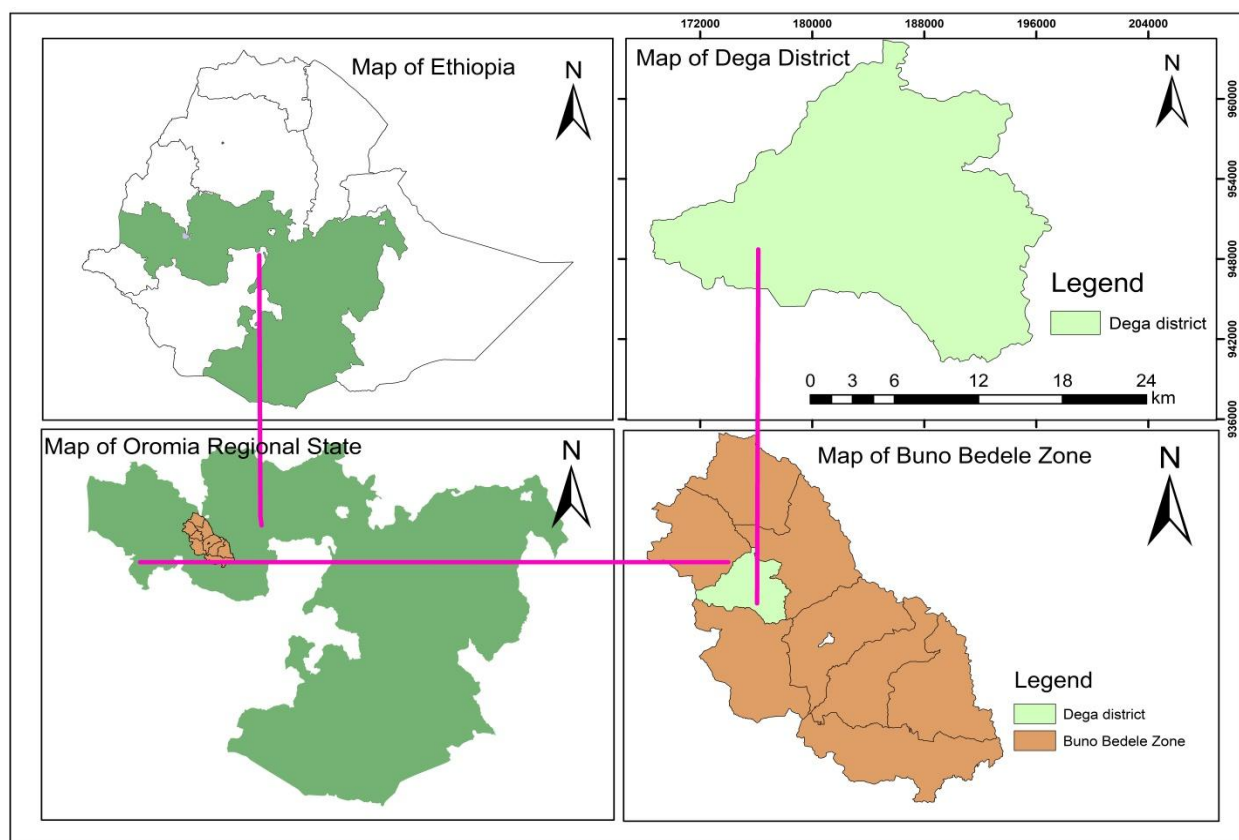 172000 180000 188000 196000 204000
Map of Ethiopia
N
Map of Dega District
N
960000
954000
948000
942000
936000
Legend
Dega district
0 3 6 12 18 24
km
Map of Oromia Regional State
N
Map of Buno Bedele Zone
N
Legend
Dega district
Buno Bedele Zone